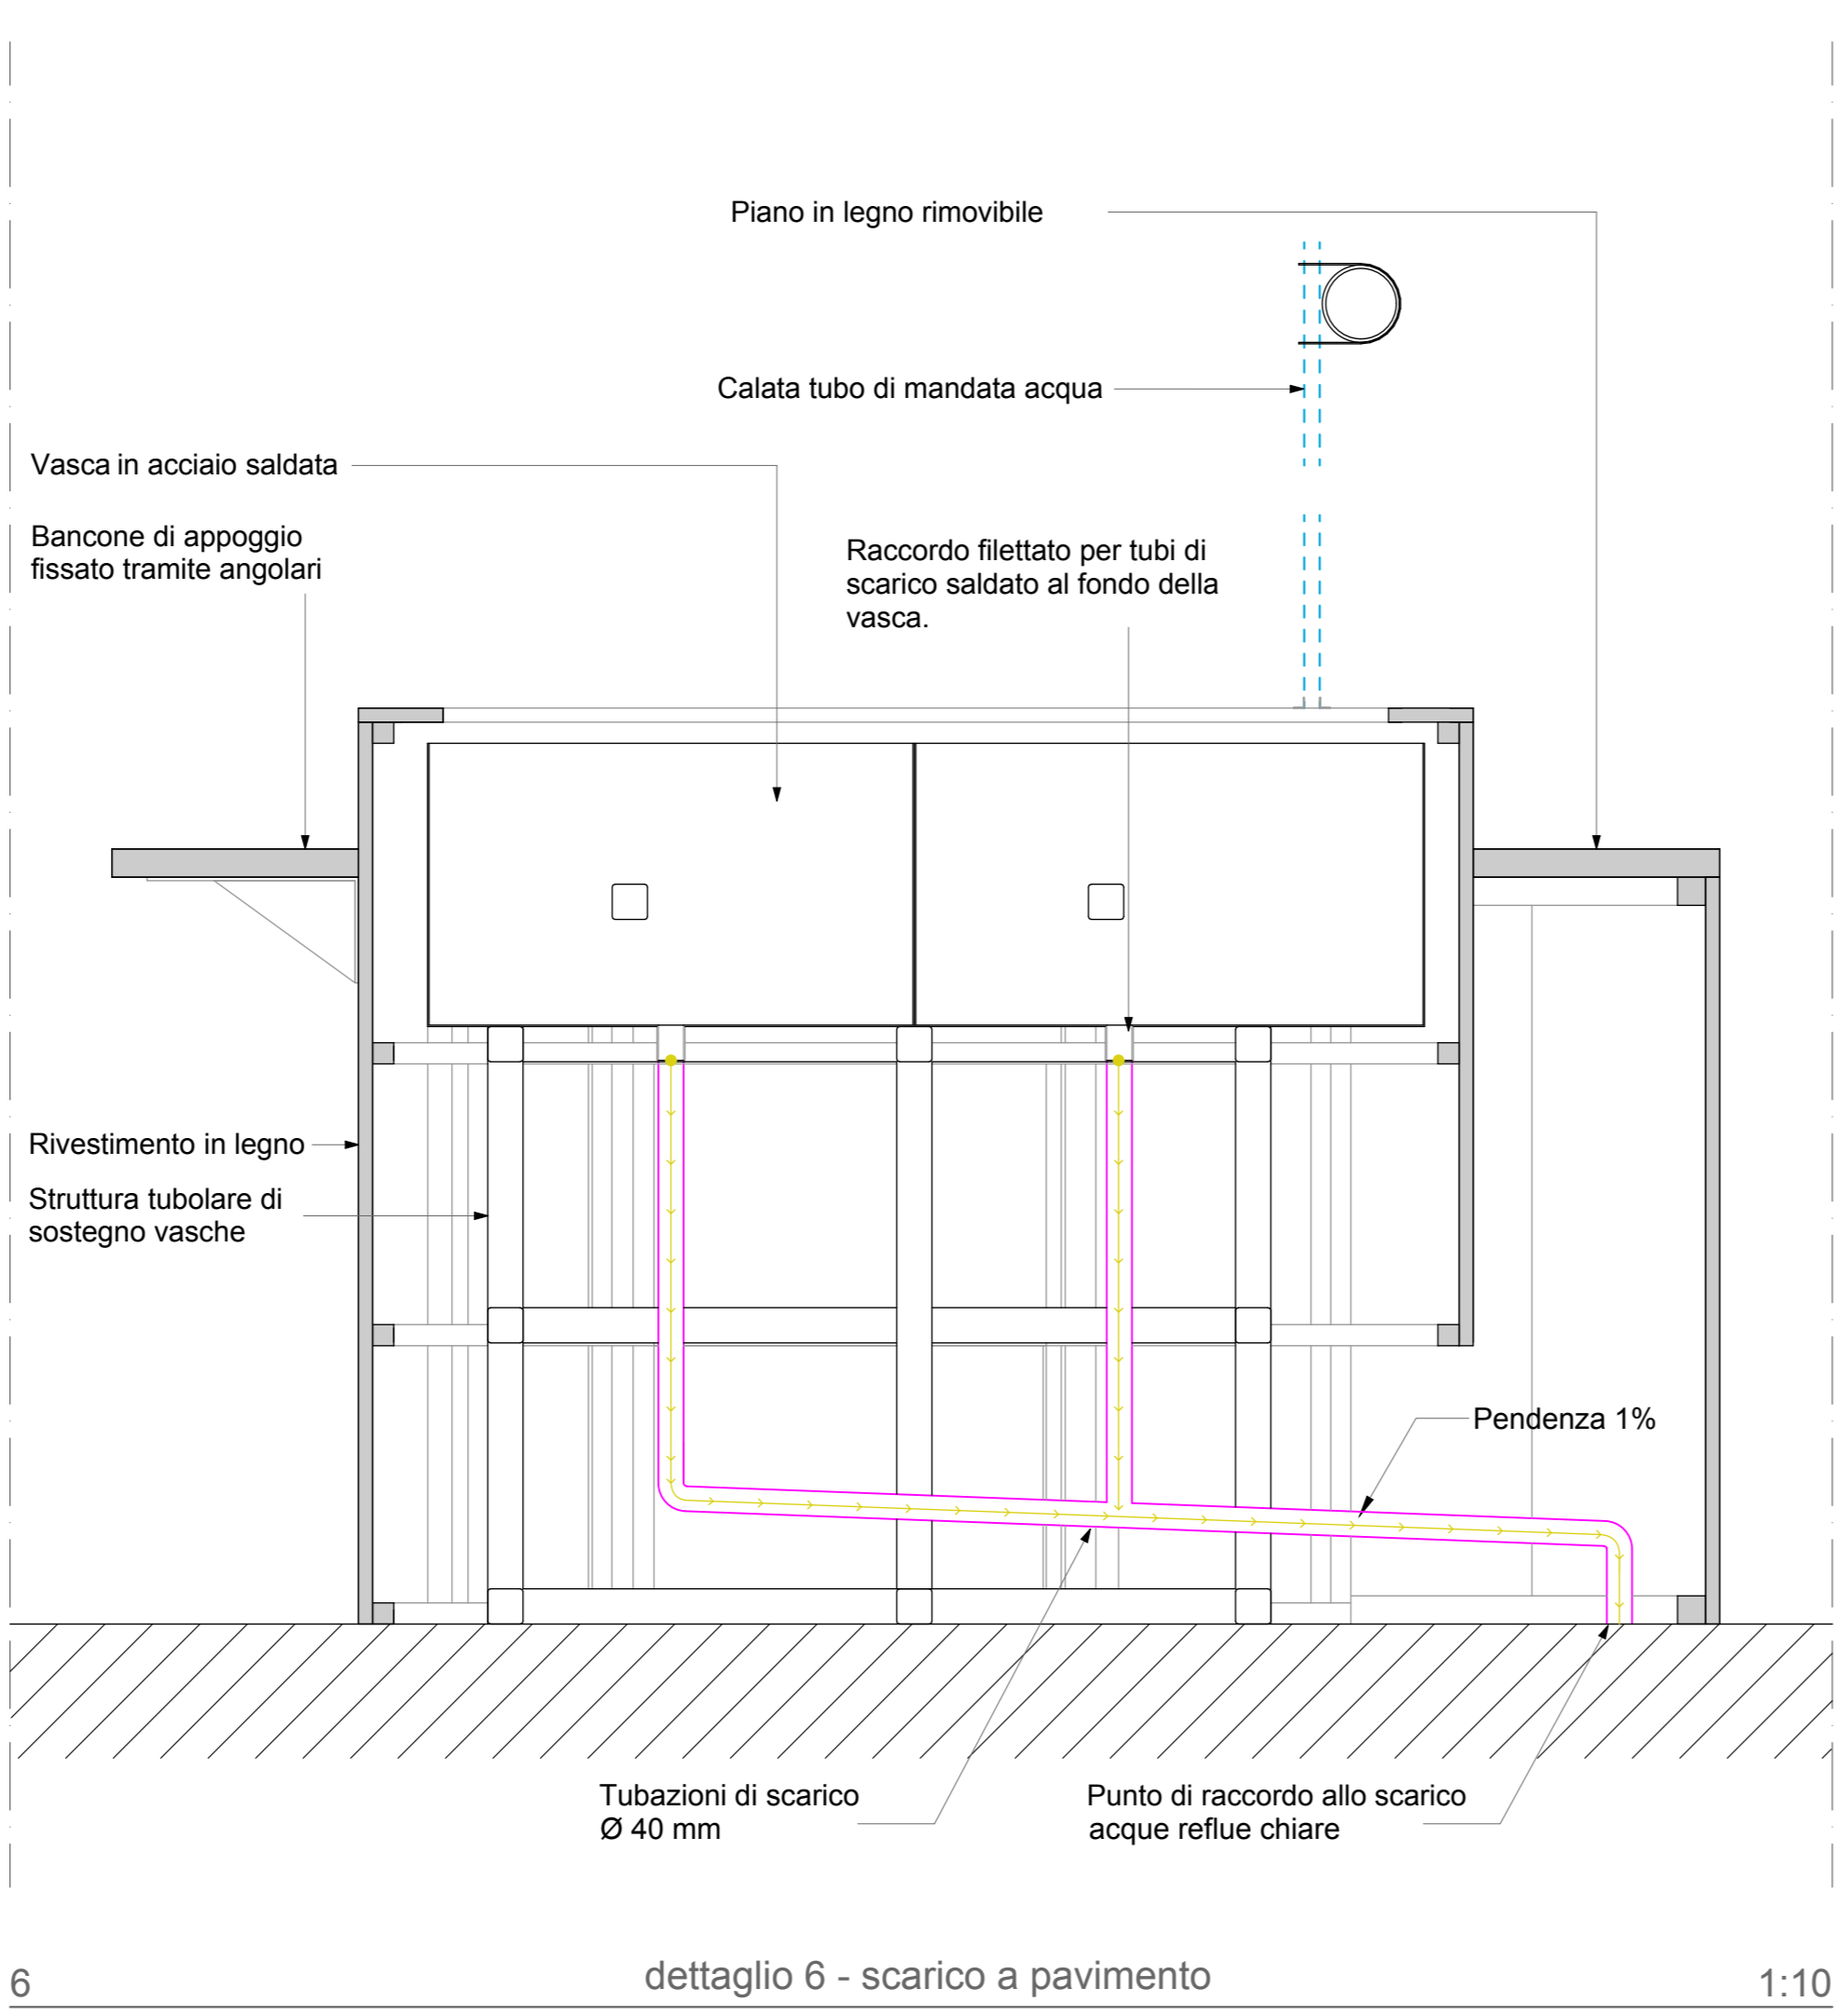 Piano in legno rimovibile
Calata tubo di mandata acqua
Vasca in acciaio saldata
Bancone di appoggio
fissato tramite angolari
Raccordo filettato per tubi di
scarico saldato al fondo della
vasca.
Rivestimento in legno
Struttura tubolare di
sostegno vasche
Pendenza 1%
Tubazioni di scarico
Ø 40 mm
Punto di raccordo allo scarico
acque reflue chiare
6
dettaglio 6 - scarico a pavimento
1:10